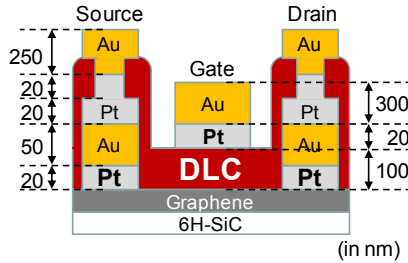 Source
Drain
Au
Au
250
Gate
20
Au
300
20
Pt
Pt
50
Au
Pt
Au
20
20
Pt
DLC
Pt
100
Graphene
6H-SiC
(in nm)